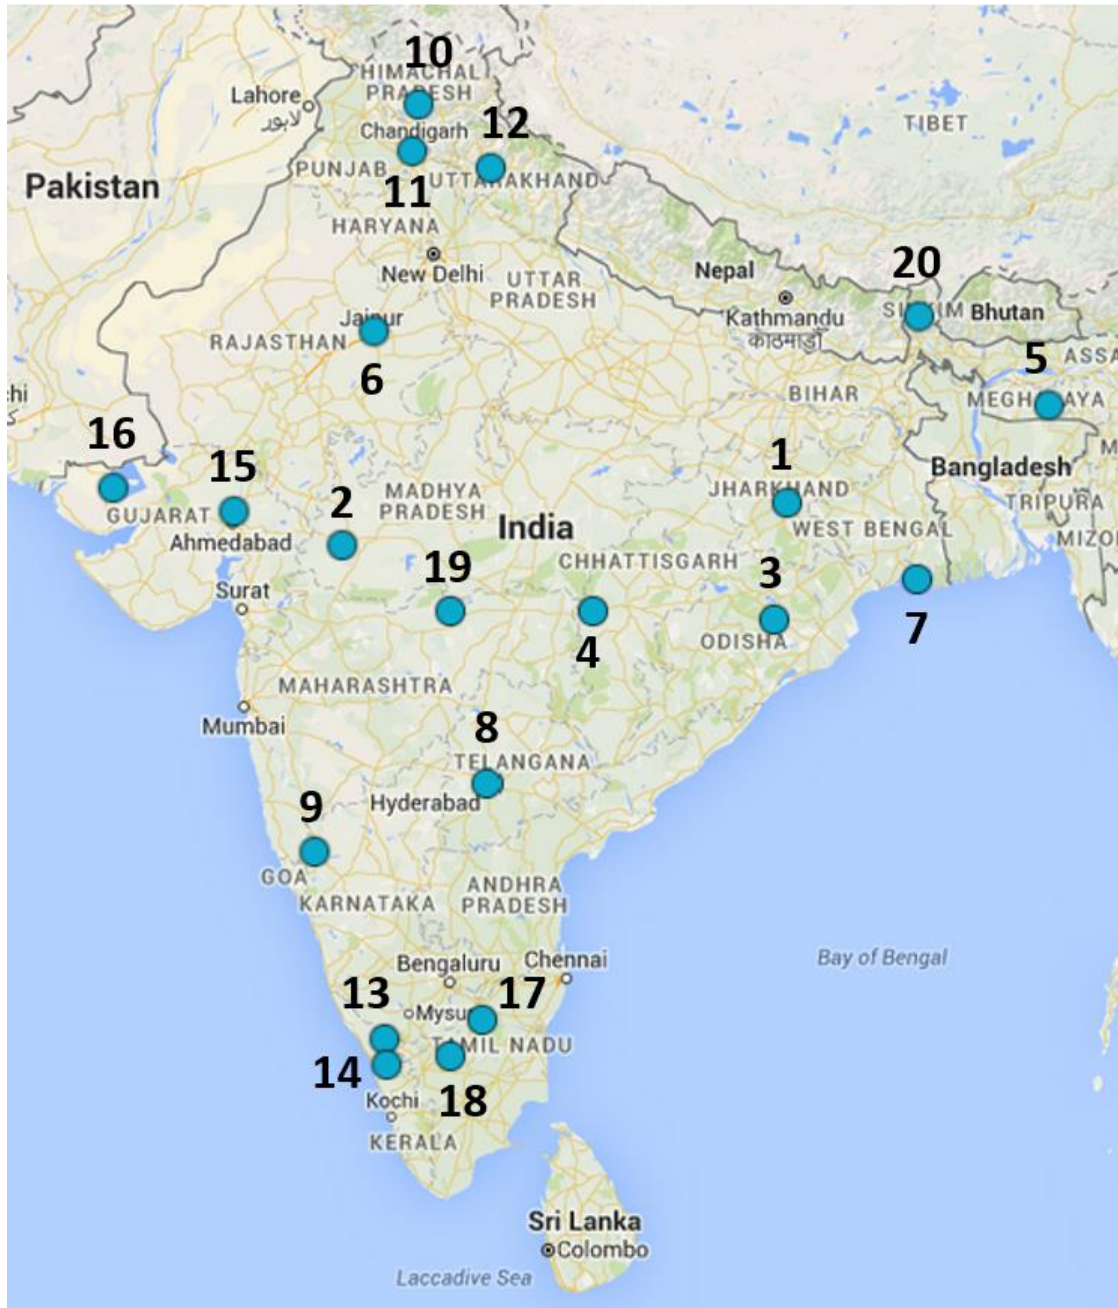 10
HIMACHAL
PRADESH
Lahore
لاہور
12
TIBET
Chandigarh
PUNJAB
UTTARAKHAND
Pakistan
11
HARYANA
New Delhi
UTTAR
PRADESH
Nepal
20
Kathmandu
काठमाडौं
SIKKIM
Bhutan
Jaipur
RAJASTHAN
6
5
ASSA
BIHAR
MEGHALAYA
hi
16
15
1
Bangladesh
M
2
MADHYA
PRADESH
JHARKHAND
TRIPURA
GUJARAT
India
WEST BENGAL
MIZO
Ahmedabad
19
CHHATTISGARH
3
Surat
4
ODISHA
7
MAHARASHTRA
Mumbai
8
TELANGANA
Hyderabad
9
GOA
KARNATAKA
ANDHRA
PRADESH
Bengaluru
Chennai
Bay of Bengal
13
17
Mysu
TAMIL NADU
14
18
Kochi
KERALA
Sri Lanka
Colombo
Laccadive Sea